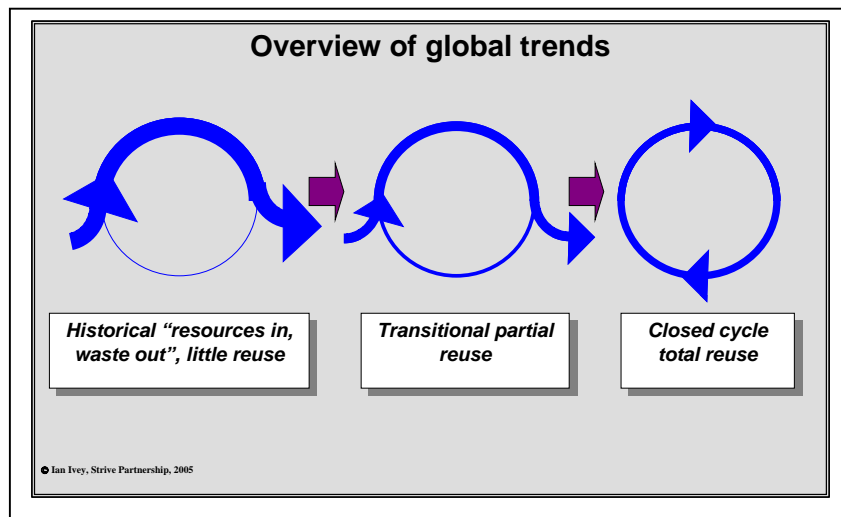 Overview of global trends
Historical “resources in,
waste out”, little reuse
Transitional partial
reuse
Closed cycle
total reuse
© Ian Ivey, Strive Partnership, 2005